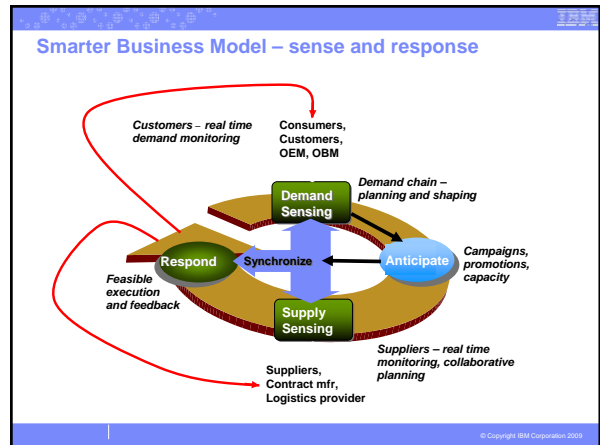 IBM
Smarter Business Model – sense and response
Customers – real time
demand monitoring
Consumers,
Customers,
OEM, OBM
Demand chain –
planning and shaping
Demand
Sensing
Respond
Synchronize
Anticipate
Campaigns,
promotions,
capacity
Feasible
execution
and feedback
Supply
Sensing
Suppliers – real time
monitoring, collaborative
planning
Suppliers,
Contract mfr,
Logistics provider
© Copyright IBM Corporation 2009